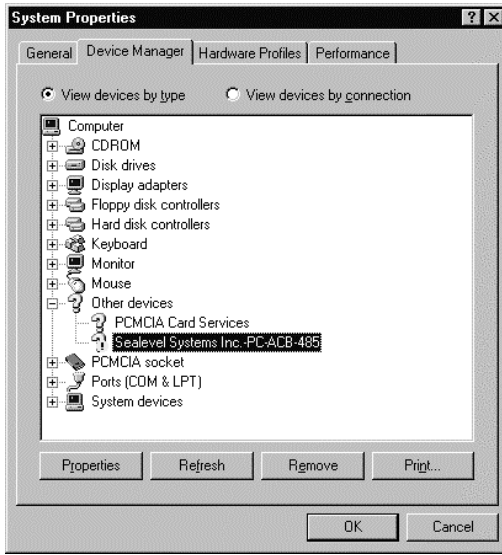 System Properties
? X
General Device Manager Hardware Profiles Performance
View devices by type View devices by connection
Computer
CDROM
Disk drives
Display adapters
Floppy disk controllers
Hard disk controllers
Keyboard
Monitor
Mouse
Other devices
PCMCIA Card Services
Sealevel Systems Inc.-PC-ACB-485
PCMCIA socket
Ports (COM & LPT)
System devices
Properties Refresh Remove Print...
OK Cancel